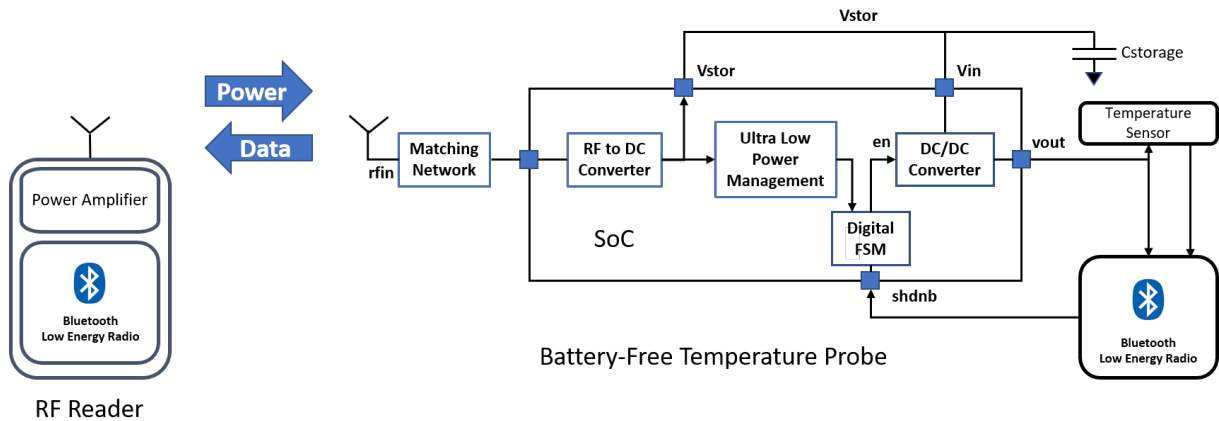 Vstor
Cstorage
Vstor
Vin
Power
Data
Temperature
Sensor
Power Amplifier
rfin
Matching
Network
RF to DC
Converter
Ultra Low
Power
Management
en
DC/DC
Converter
vout
SoC
Digital
FSM
shdnb
Bluetooth
Low Energy Radio
Bluetooth
Low Energy Radio
Battery-Free Temperature Probe
RF Reader